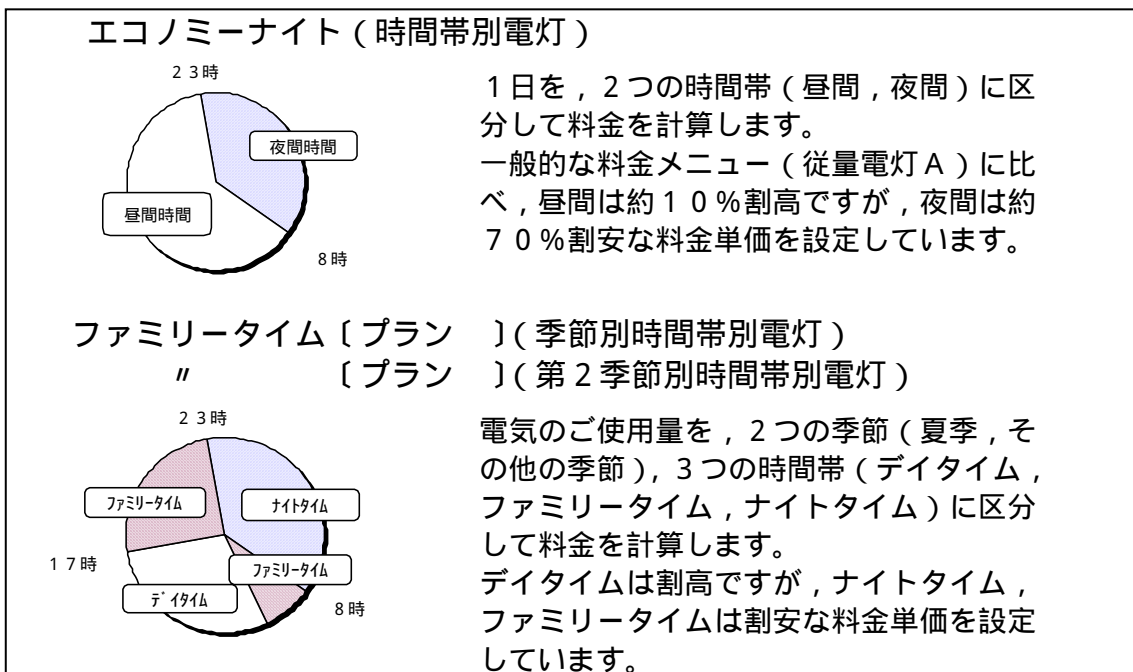 エコノミーナイト(時間帯別電灯)
23時
夜間時間
昼間時間
8時
1日を,2つの時間帯(昼間,夜間)に区
分して料金を計算します。
一般的な料金メニュー(従量電灯A)に比
べ,昼間は約10%割高ですが,夜間は約
70%割安な料金単価を設定しています。
ファミリータイム〔プラン 〕(季節別時間帯別電灯)
〃 〔プラン 〕(第2季節別時間帯別電灯)
23時
ファミリータイム
ナイトタイム
17時
ファミリータイム
デイタイム
8時
電気のご使用量を,2つの季節(夏季,そ
の他の季節),3つの時間帯(デイタイム,
ファミリータイム,ナイトタイム)に区分
して料金を計算します。
デイタイムは割高ですが,ナイトタイム,
ファミリータイムは割安な料金単価を設定
しています。